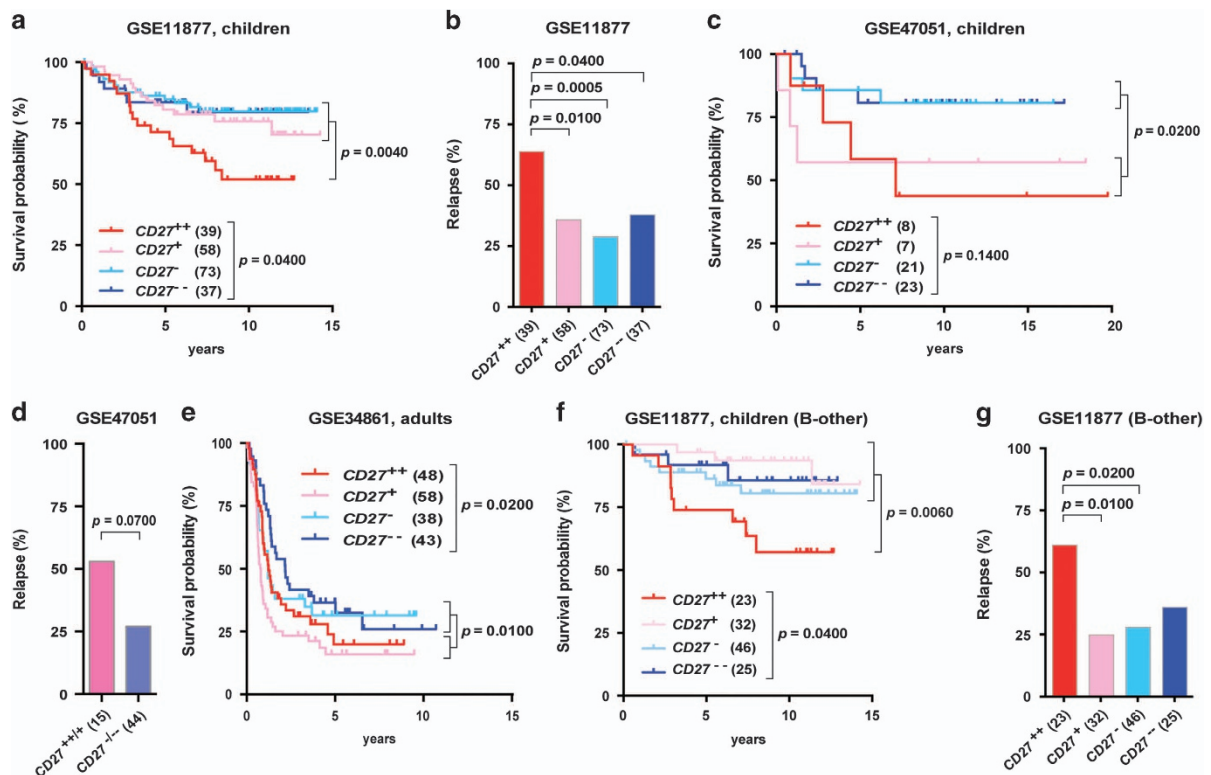 a
GSE11877, children
Survival probability (%)
100
75
50
25
0
p = 0.0040
CD27++ (39)
CD27+ (58)
CD27- (73)
CD27-- (37)
p = 0.0400
0 5 10 15
years
b
GSE11877
Relapse (%)
100
75
50
25
0
p = 0.0400
p = 0.0005
p = 0.0100
CD27++ (39)
CD27+ (58)
CD27- (73)
CD27-- (37)
c
GSE47051, children
Survival probability (%)
100
75
50
25
0
p = 0.0200
CD27++ (8)
CD27+ (7)
CD27- (21)
CD27-- (23)
p = 0.1400
0 5 10 15 20
years
d
GSE47051
Relapse (%)
100
75
50
25
0
p = 0.0700
CD27++/+ (15)
CD27-/-- (44)
e
GSE34861, adults
Survival probability (%)
100
75
50
25
0
CD27++ (48)
CD27+ (58)
CD27- (38)
CD27-- (43)
p = 0.0200
p = 0.0100
0 5 10 15
years
f
GSE11877, children (B-other)
Survival probability (%)
100
75
50
25
0
p = 0.0060
CD27++ (23)
CD27+ (32)
CD27- (46)
CD27-- (25)
p = 0.0400
0 5 10 15
years
g
GSE11877 (B-other)
Relapse (%)
100
75
50
25
0
p = 0.0200
p = 0.0100
CD27++ (23)
CD27+ (32)
CD27- (46)
CD27-- (25)